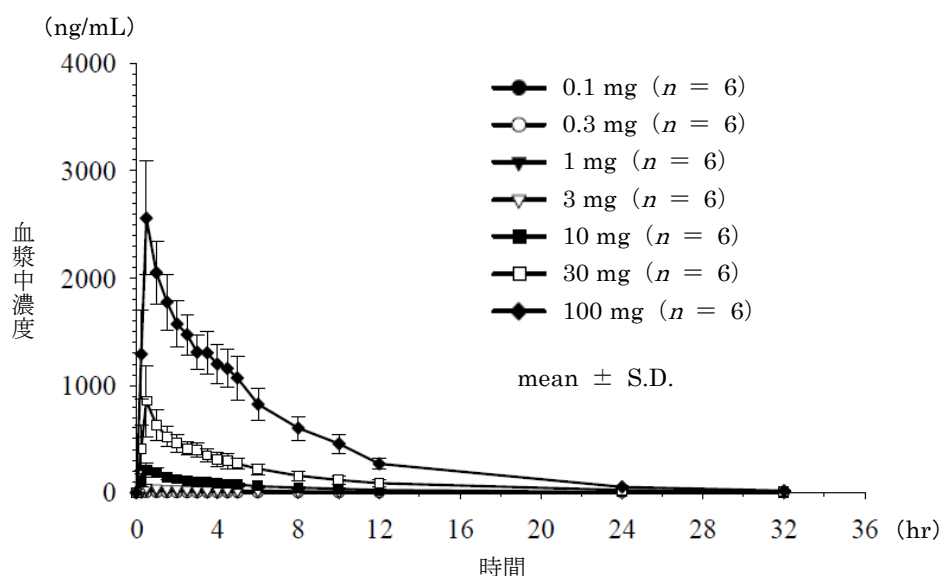 (ng/mL)
4000
3000
2000
1000
0
血漿中濃度
0.1 mg (n = 6)
0.3 mg (n = 6)
1 mg (n = 6)
3 mg (n = 6)
10 mg (n = 6)
30 mg (n = 6)
100 mg (n = 6)
mean ± S.D.
0 4 8 12 16 20 24 28 32 36 (hr)
時間